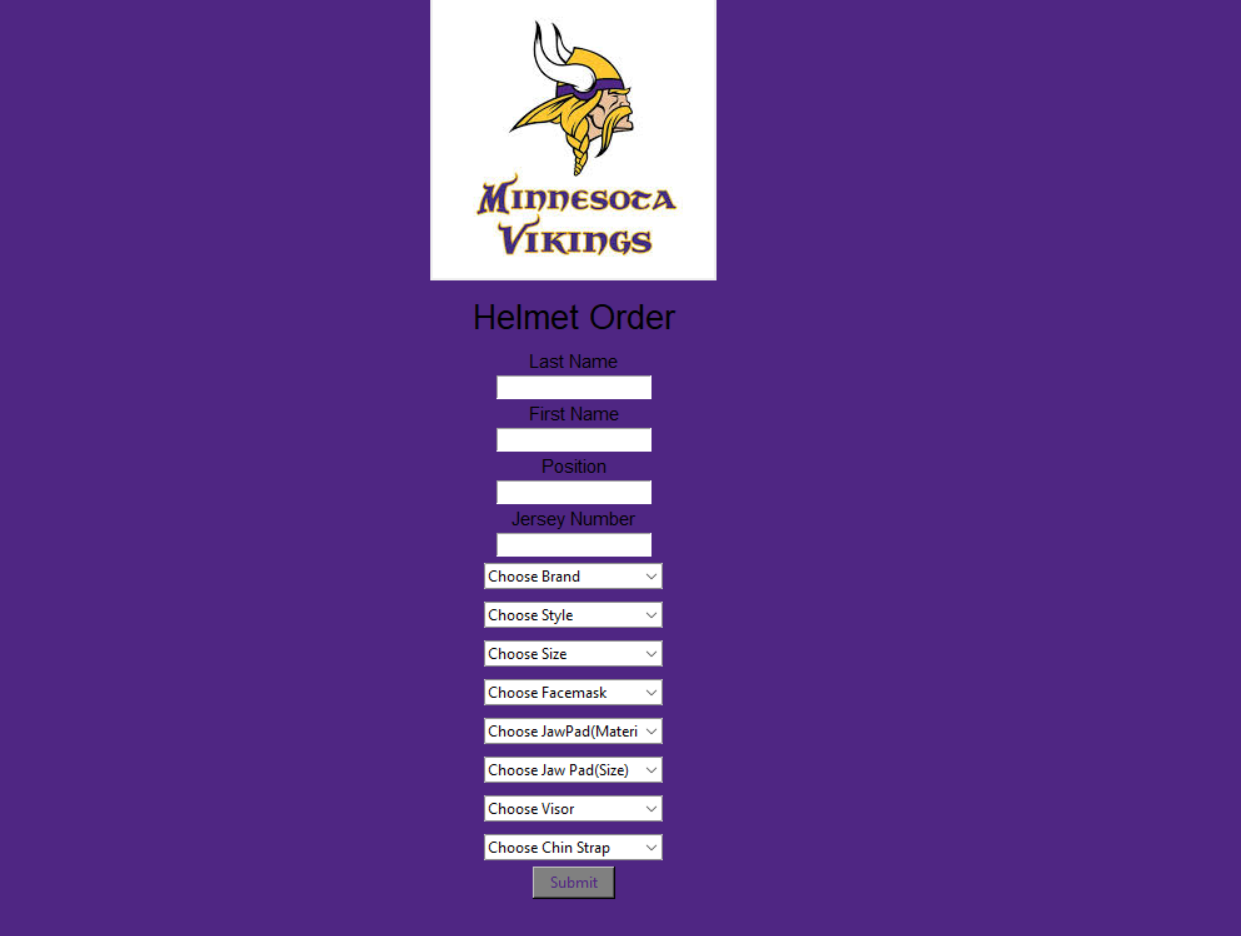 Minnesota
Vikings
Helmet Order
Last Name
First Name
Position
Jersey Number
Choose Brand
Choose Style
Choose Size
Choose Facemask
Choose JawPad(Materi
Choose Jaw Pad(Size)
Choose Visor
Choose Chin Strap
Submit